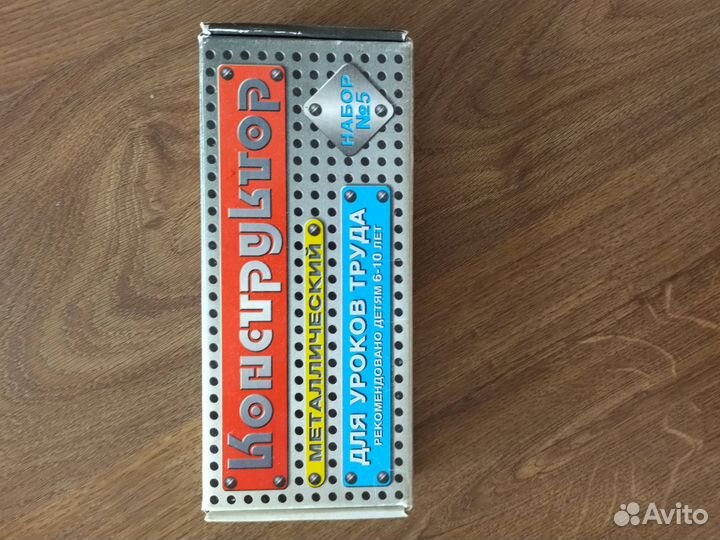 Конструктор
МЕТАЛЛИЧЕСКИЙ
ДЛЯ УРОКОВ ТРУДА
РЕКОМЕНДОВАНО ДЕТЯМ 6-10 ЛЕТ
НАБОР
№5
Avito